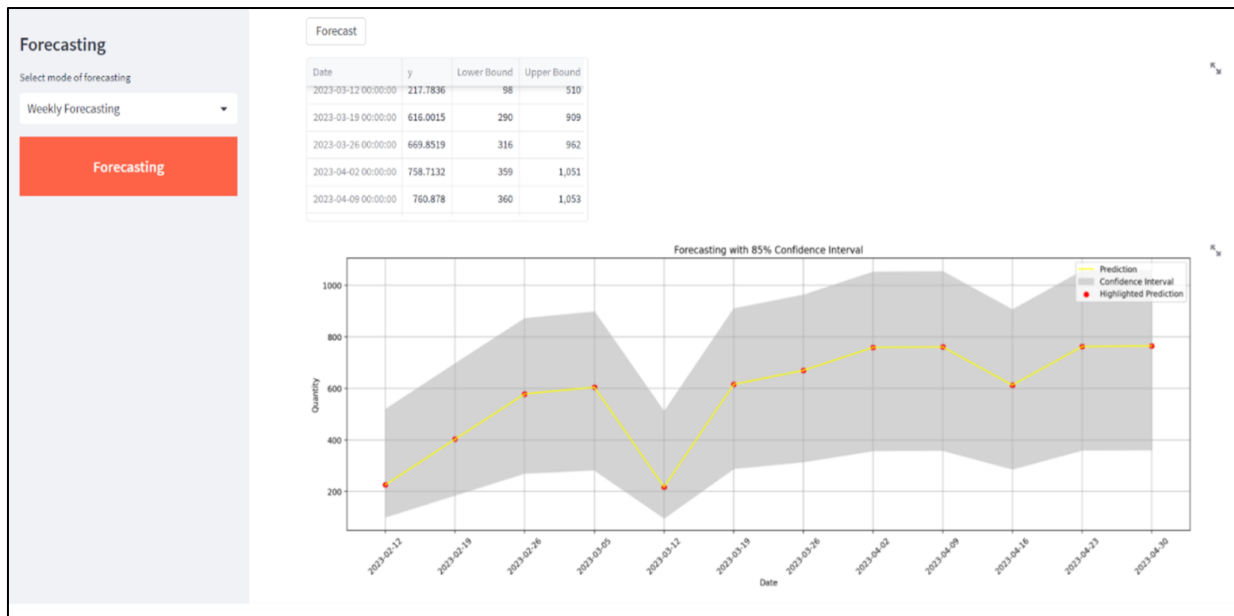 Forecasting
Select mode of forecasting
Weekly Forecasting
Forecasting
Forecast
Date y Lower Bound Upper Bound
2023-03-12 00:00:00 217.7836 98 510
2023-03-19 00:00:00 616.0015 290 909
2023-03-26 00:00:00 669.8519 316 962
2023-04-02 00:00:00 758.7132 359 1,051
2023-04-09 00:00:00 760.878 360 1,053
Forecasting with 85% Confidence Interval
Prediction
Confidence Interval
Highlighted Prediction
1000
800
600
400
200
Quantity
2023-02-12 2023-02-19 2023-02-26 2023-03-05 2023-03-12 2023-03-19 2023-03-26 2023-04-02 2023-04-09 2023-04-16 2023-04-23 2023-04-30
Date